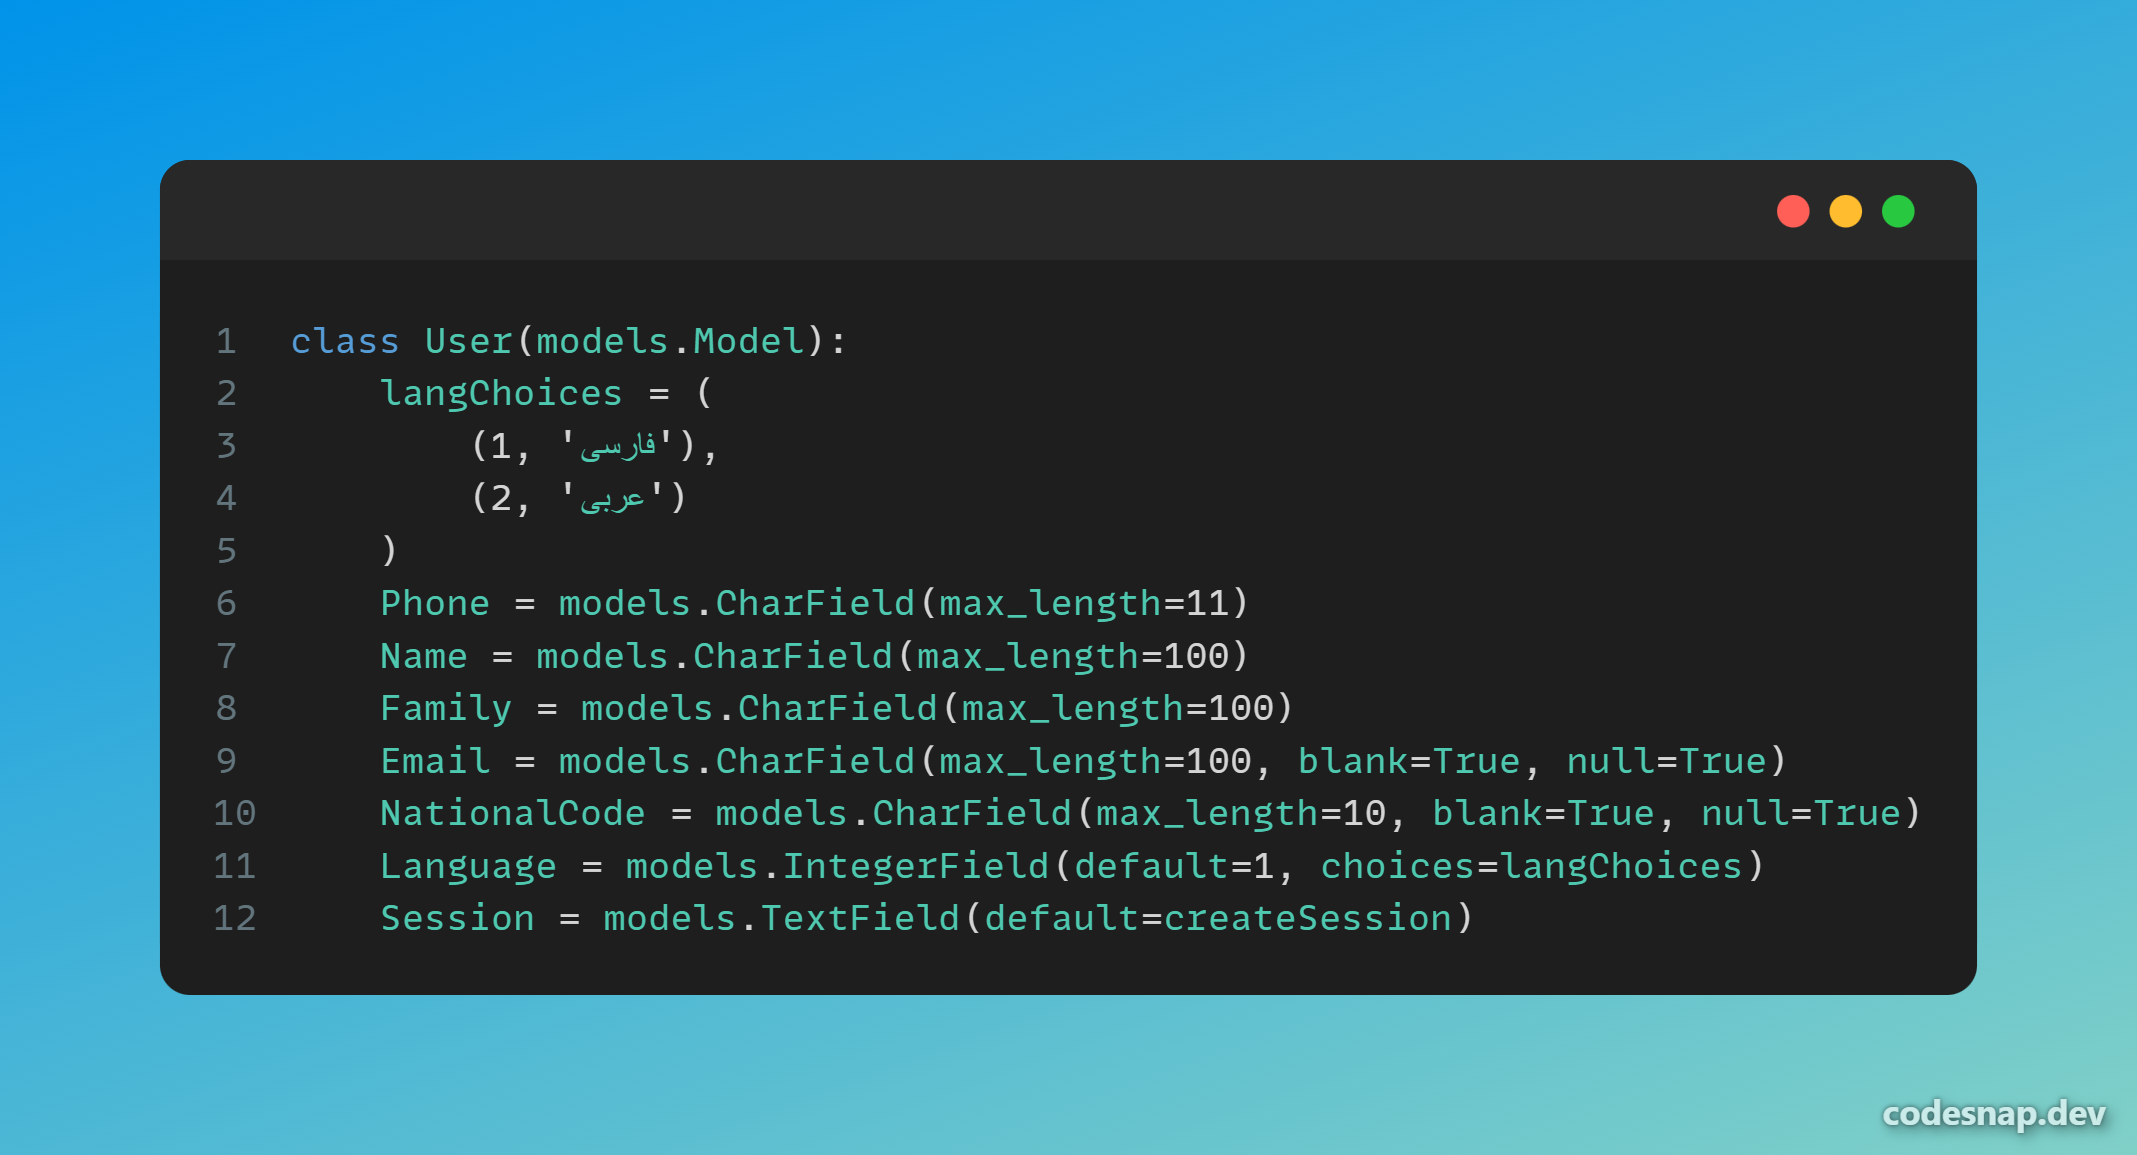 1 class User(models.Model):
2     langChoices = (
3         (1, 'فارسی'),
4         (2, 'عربی')
5     )
6     Phone = models.CharField(max_length=11)
7     Name = models.CharField(max_length=100)
8     Family = models.CharField(max_length=100)
9     Email = models.CharField(max_length=100, blank=True, null=True)
10     NationalCode = models.CharField(max_length=10, blank=True, null=True)
11     Language = models.IntegerField(default=1, choices=langChoices)
12     Session = models.TextField(default=createSession)
codesnap.dev